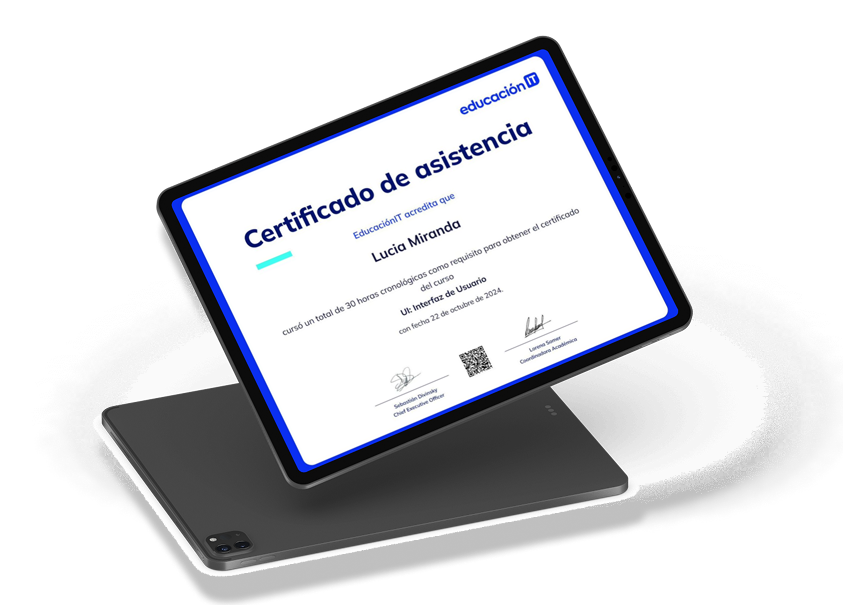 educación IT
Certificado de asistencia
EducaciónIT acredita que
Lucia Miranda
cursó un total de 30 horas cronológicas como requisito para obtener el certificado
del curso
UI: Interfaz de Usuario
con fecha 22 de octubre de 2024.
Sebastián Divinsky
Chief Executive Officer
Lorena Somer
Coordinadora Académica